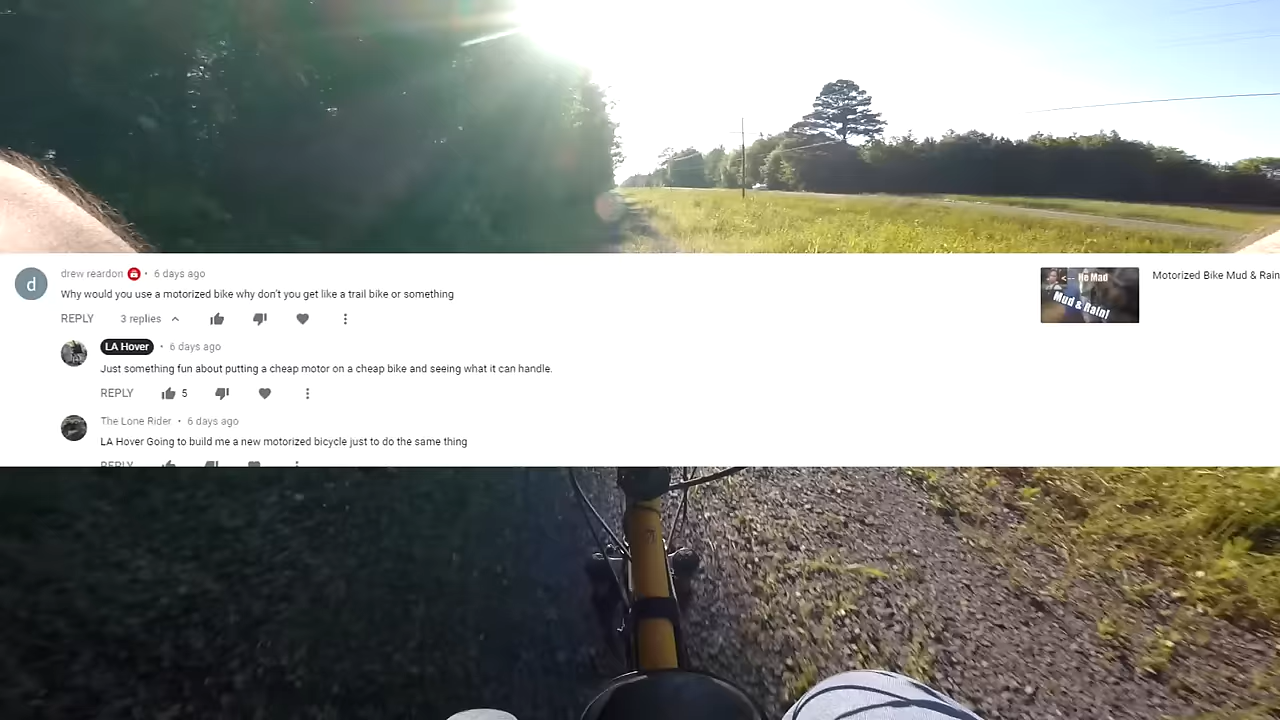 drew reardon • 6 days ago
Why would you use a motorized bike why don't you get like a trail bike or something
REPLY 3 replies
LA Hover • 6 days ago
Just something fun about putting a cheap motor on a cheap bike and seeing what it can handle.
REPLY 5
The Lone Rider • 6 days ago
LA Hover Going to build me a new motorized bicycle just to do the same thing
REPLY
d
<-- He Mad
Mud & Rain!
Motorized Bike Mud & Rain